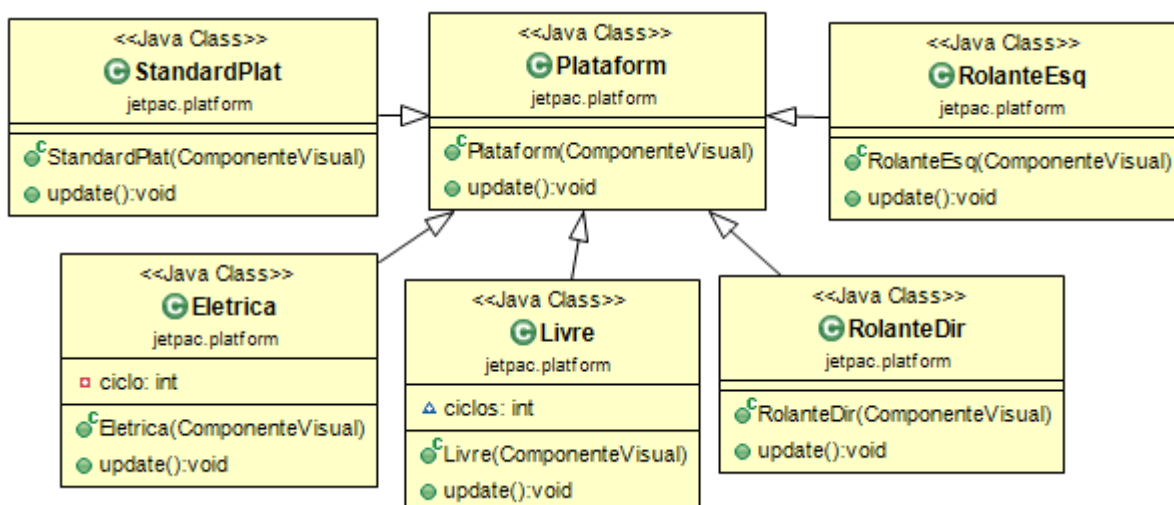 <<Java Class>>
StandardPlat
jetpac.platform
StandardPlat(ComponenteVisual)
update():void
<<Java Class>>
Plataform
jetpac.platform
Plataform(ComponenteVisual)
update():void
<<Java Class>>
RolanteEsq
jetpac.platform
RolanteEsq(ComponenteVisual)
update():void
<<Java Class>>
Eletrica
jetpac.platform
ciclo: int
Eletrica(ComponenteVisual)
update():void
<<Java Class>>
Livre
jetpac.platform
ciclos: int
Livre(ComponenteVisual)
update():void
<<Java Class>>
RolanteDir
jetpac.platform
RolanteDir(ComponenteVisual)
update():void